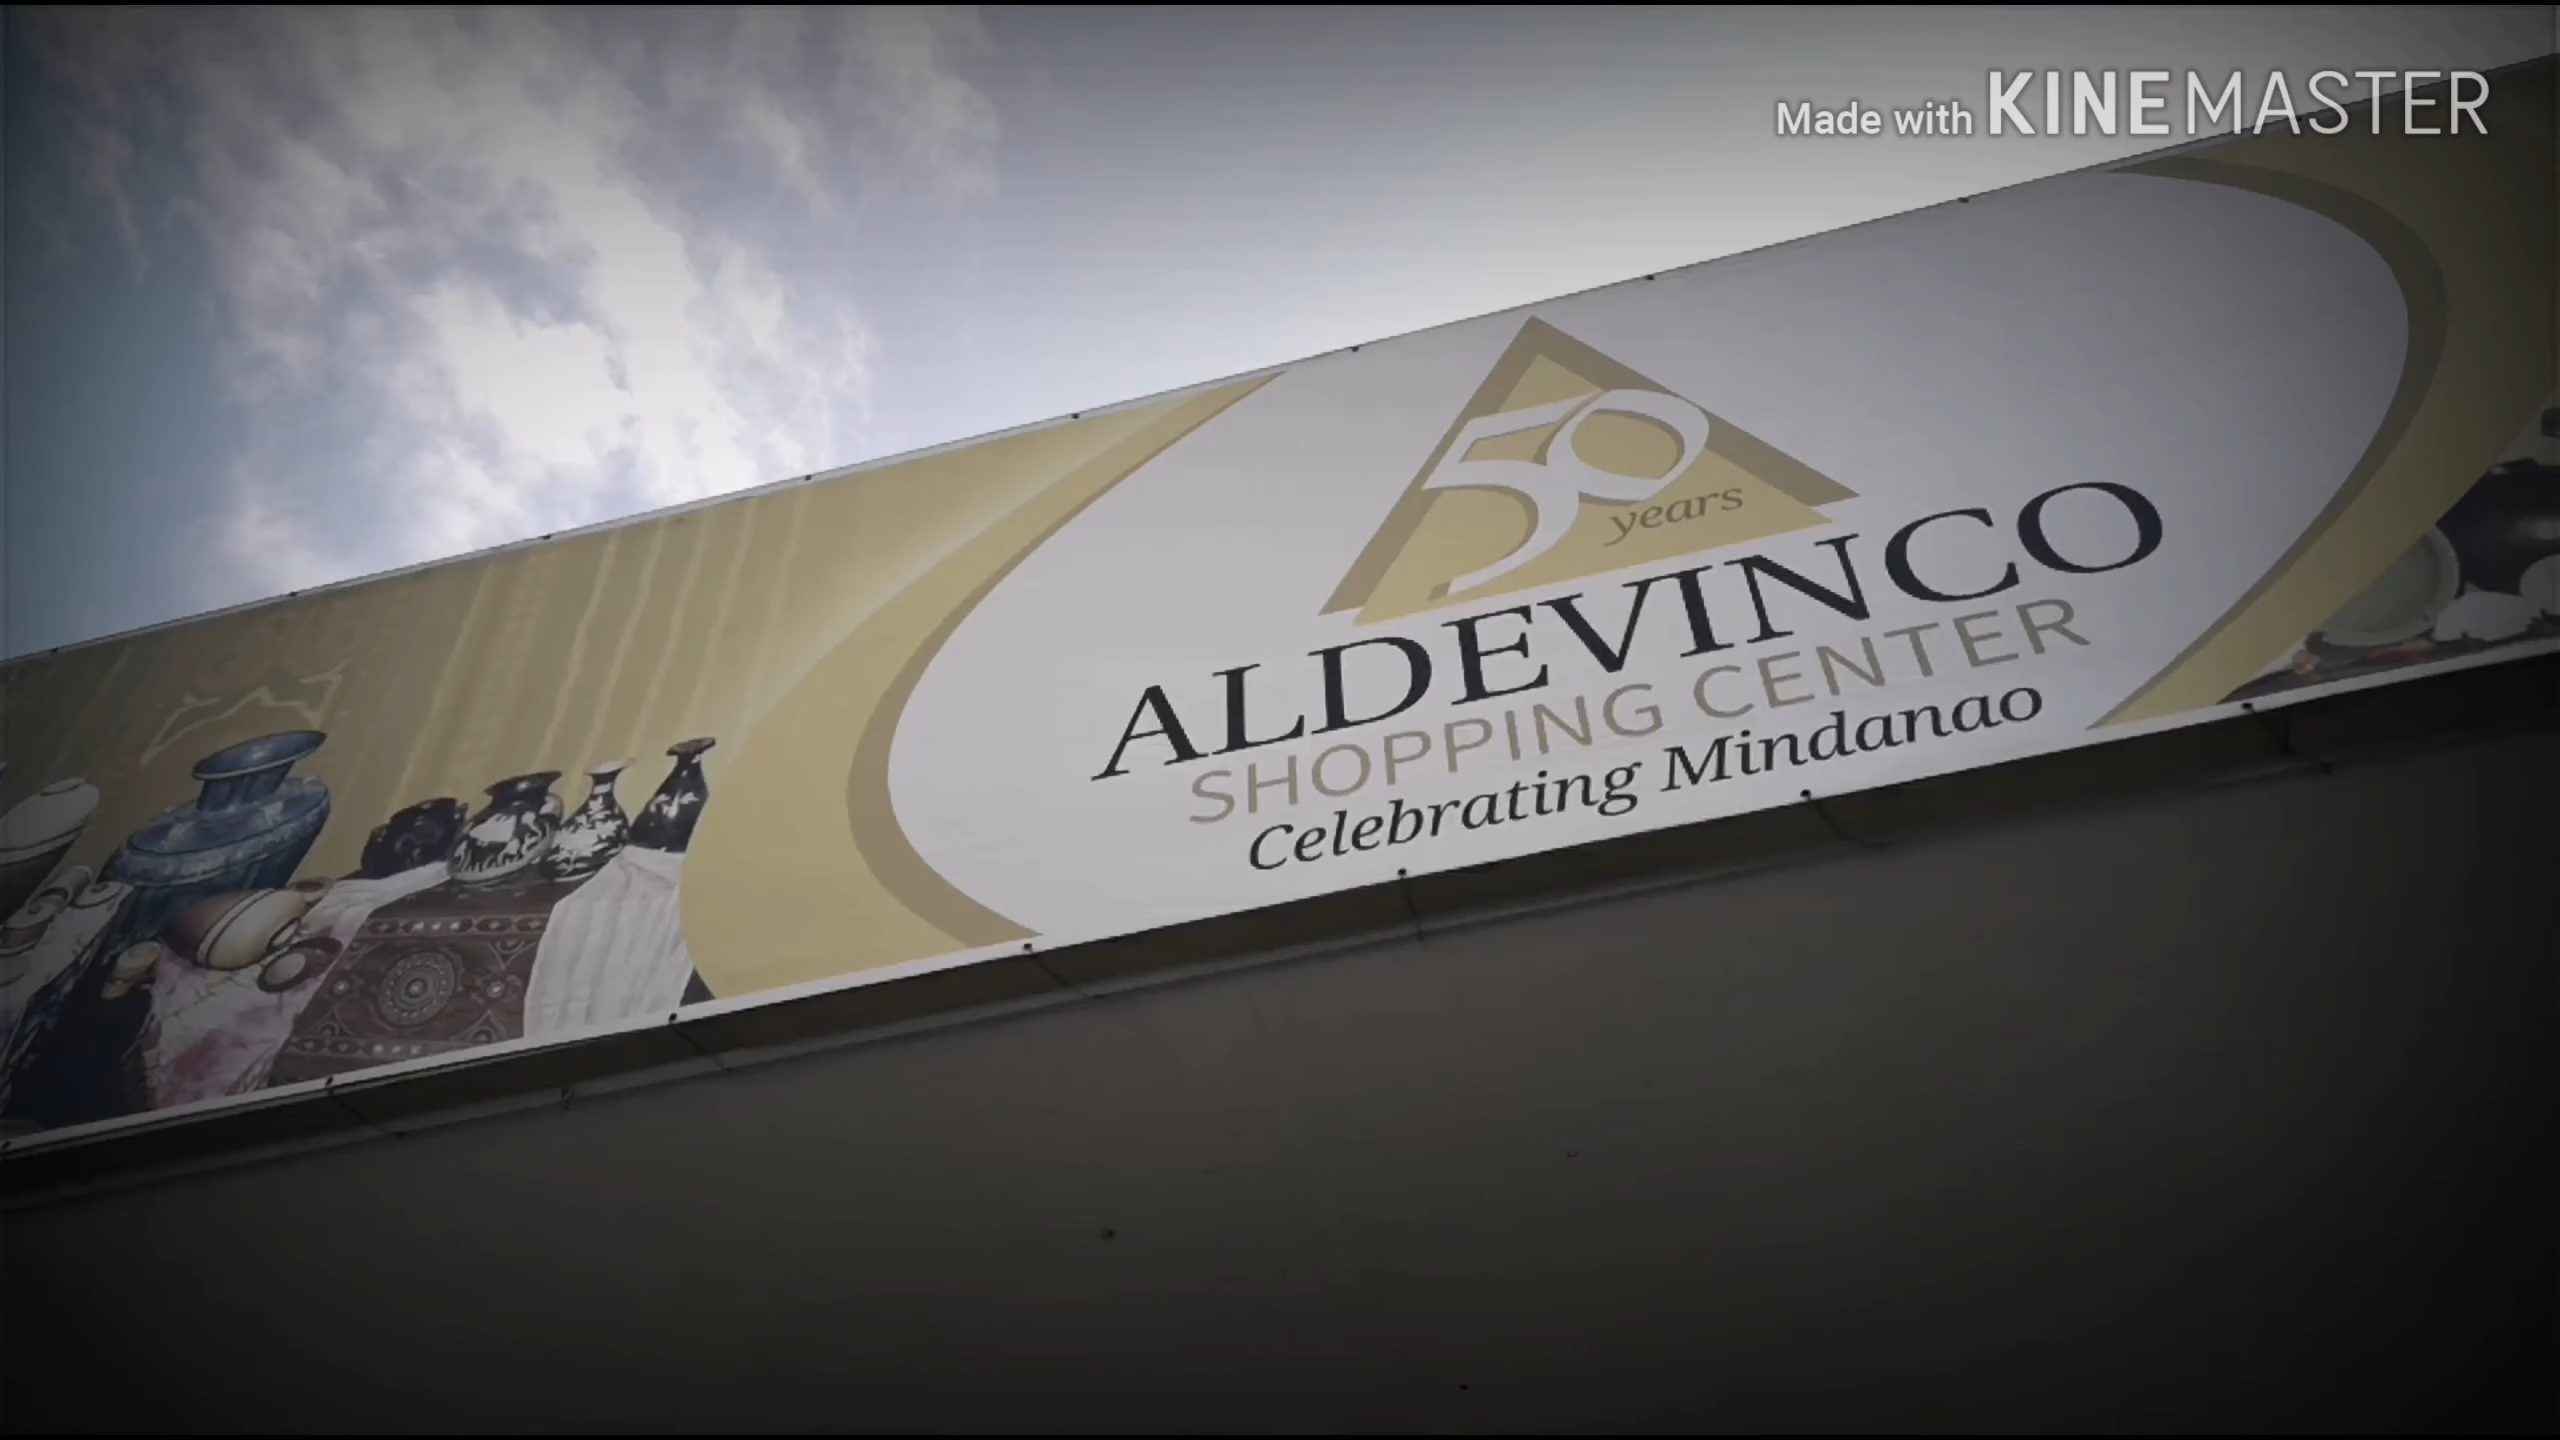 Made with KINEMASTER
50
years
ALDEVINCO
SHOPPING CENTER
Celebrating Mindanao